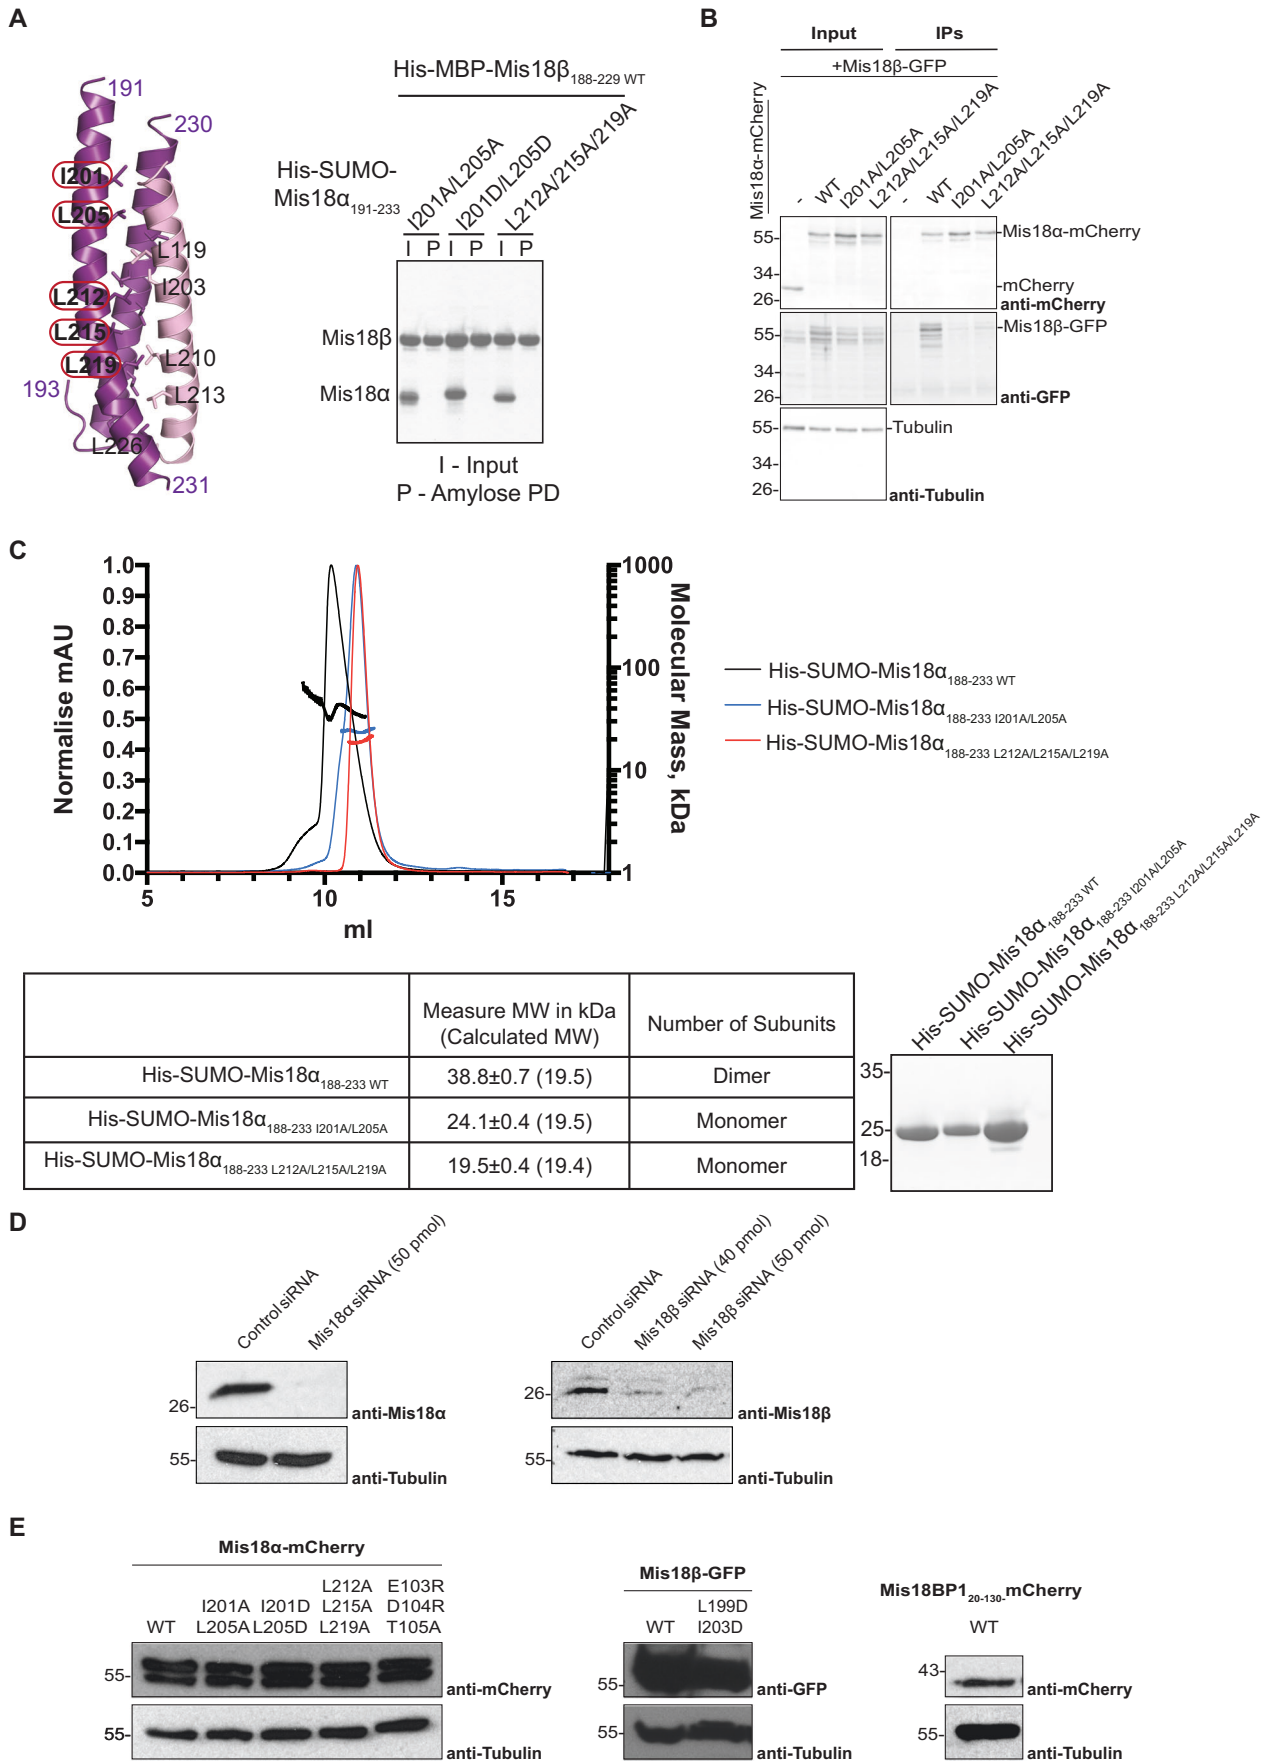 A
191
230
I201
L205
L119
I203
L212
L215
L219
L210
L213
193
L226
231
His-MBP-Mis18β188-229 WT
His-SUMO-
Mis18α191-233
I201A/L205A
I201D/L205D
L212A/215A/219A
I P I P I P
Mis18β
Mis18α
I - Input
P - Amylose PD
B
Input IPs
+Mis18β-GFP
Mis18α-mCherry
- WT I201A/L205A L212A/L215A/L219A - WT I201A/L205A L212A/L215A/L219A
55-
34-
26-
-Mis18α-mCherry
-mCherry
anti-mCherry
55-
34-
26-
-Mis18β-GFP
anti-GFP
55-
34-
26-
-Tubulin
anti-Tubulin
C
Normalise mAU
1.0
0.9
0.8
0.7
0.6
0.5
0.4
0.3
0.2
0.1
0.0
5 10 15
ml
1000
100
10
1
Molecular Mass, kDa
His-SUMO-Mis18α188-233 WT
His-SUMO-Mis18α188-233 I201A/L205A
His-SUMO-Mis18α188-233 L212A/L215A/L219A
Measure MW in kDa
(Calculated MW)
Number of Subunits
His-SUMO-Mis18α188-233 WT 38.8±0.7 (19.5) Dimer
His-SUMO-Mis18α188-233 I201A/L205A 24.1±0.4 (19.5) Monomer
His-SUMO-Mis18α188-233 L212A/L215A/L219A 19.5±0.4 (19.4) Monomer
His-SUMO-Mis18α188-233 WT
His-SUMO-Mis18α188-233 I201A/L205A
His-SUMO-Mis18α188-233 L212A/L215A/L219A
35-
25-
18-
D
Control siRNA
Mis18α siRNA (50 pmol)
26-
anti-Mis18α
55-
anti-Tubulin
Control siRNA
Mis18β siRNA (40 pmol)
Mis18β siRNA (50 pmol)
26-
anti-Mis18β
55-
anti-Tubulin
E
Mis18α-mCherry
L212A E103R
I201A I201D L215A D104R
WT L205A L205D L219A T105A
55-
anti-mCherry
55-
anti-Tubulin
Mis18β-GFP
L199D
WT I203D
55-
anti-GFP
55-
anti-Tubulin
Mis18BP120-130-mCherry
WT
43-
anti-mCherry
55-
anti-Tubulin